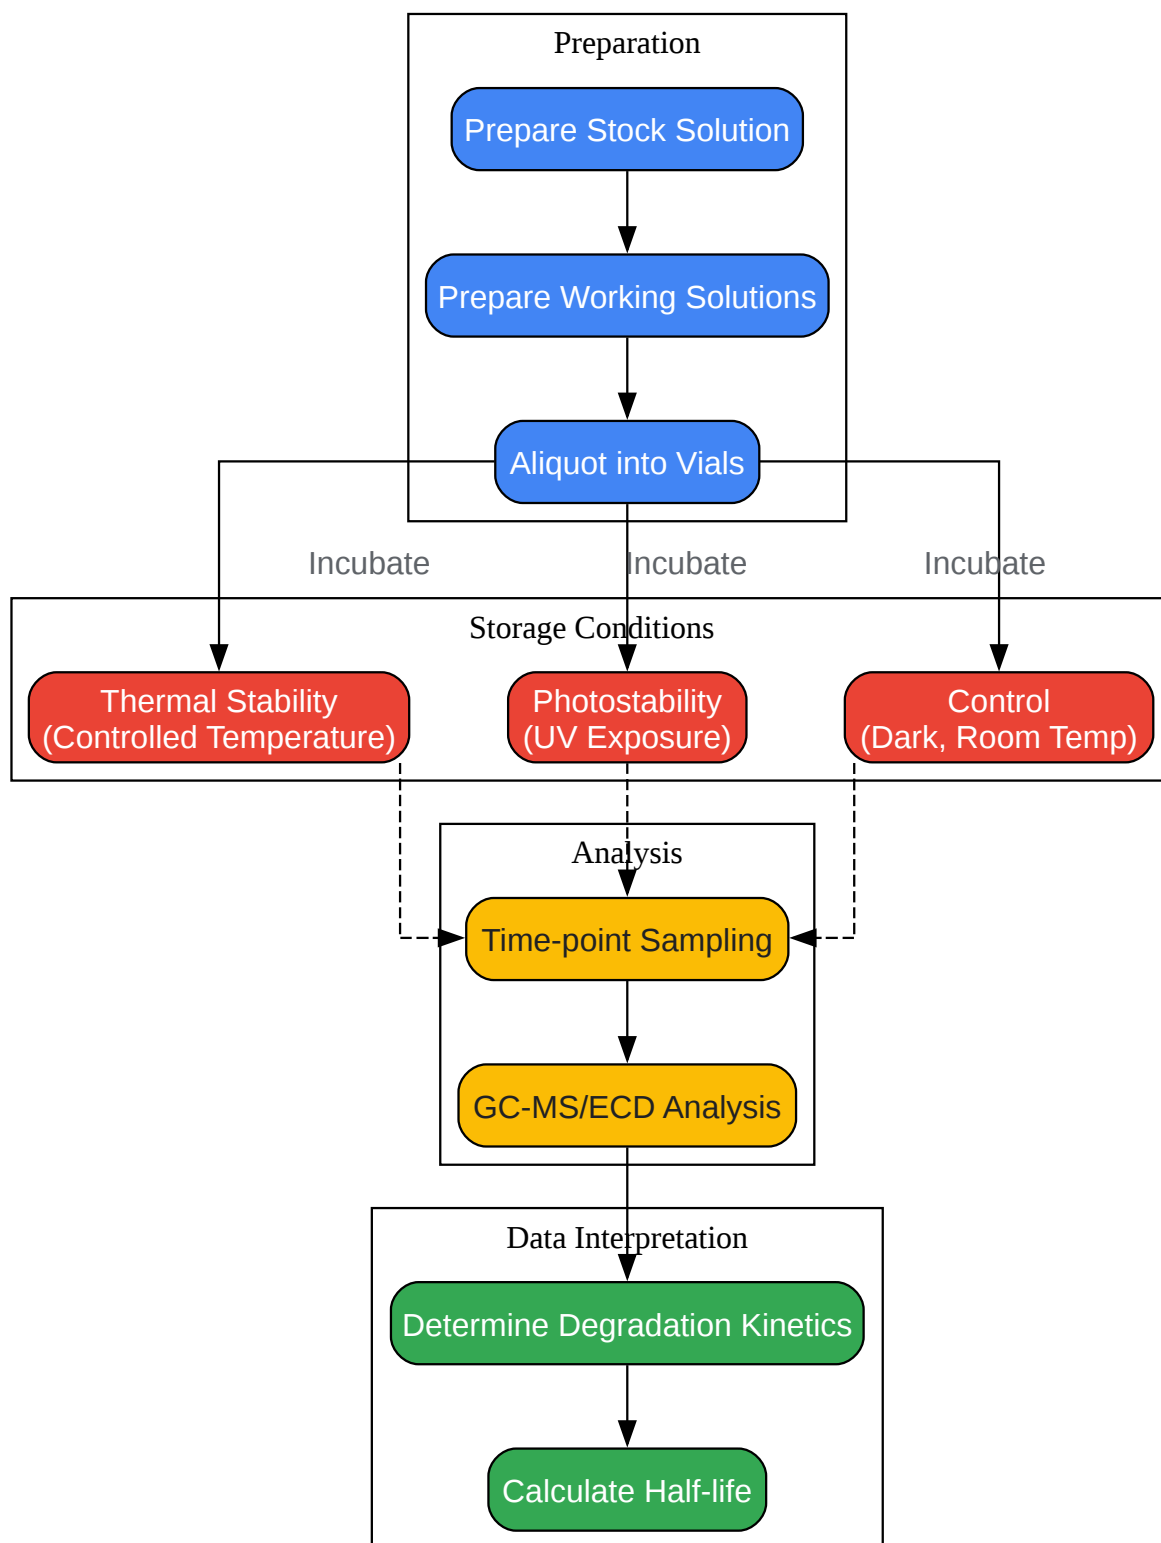 Preparation
Prepare Stock Solution
Prepare Working Solutions
Aliquot into Vials
Incubate
Incubate
Incubate
Storage Conditions
Thermal Stability
(Controlled Temperature)
Photostability
(UV Exposure)
Control
(Dark, Room Temp)
Analysis
Time-point Sampling
GC-MS/ECD Analysis
Data Interpretation
Determine Degradation Kinetics
Calculate Half-life